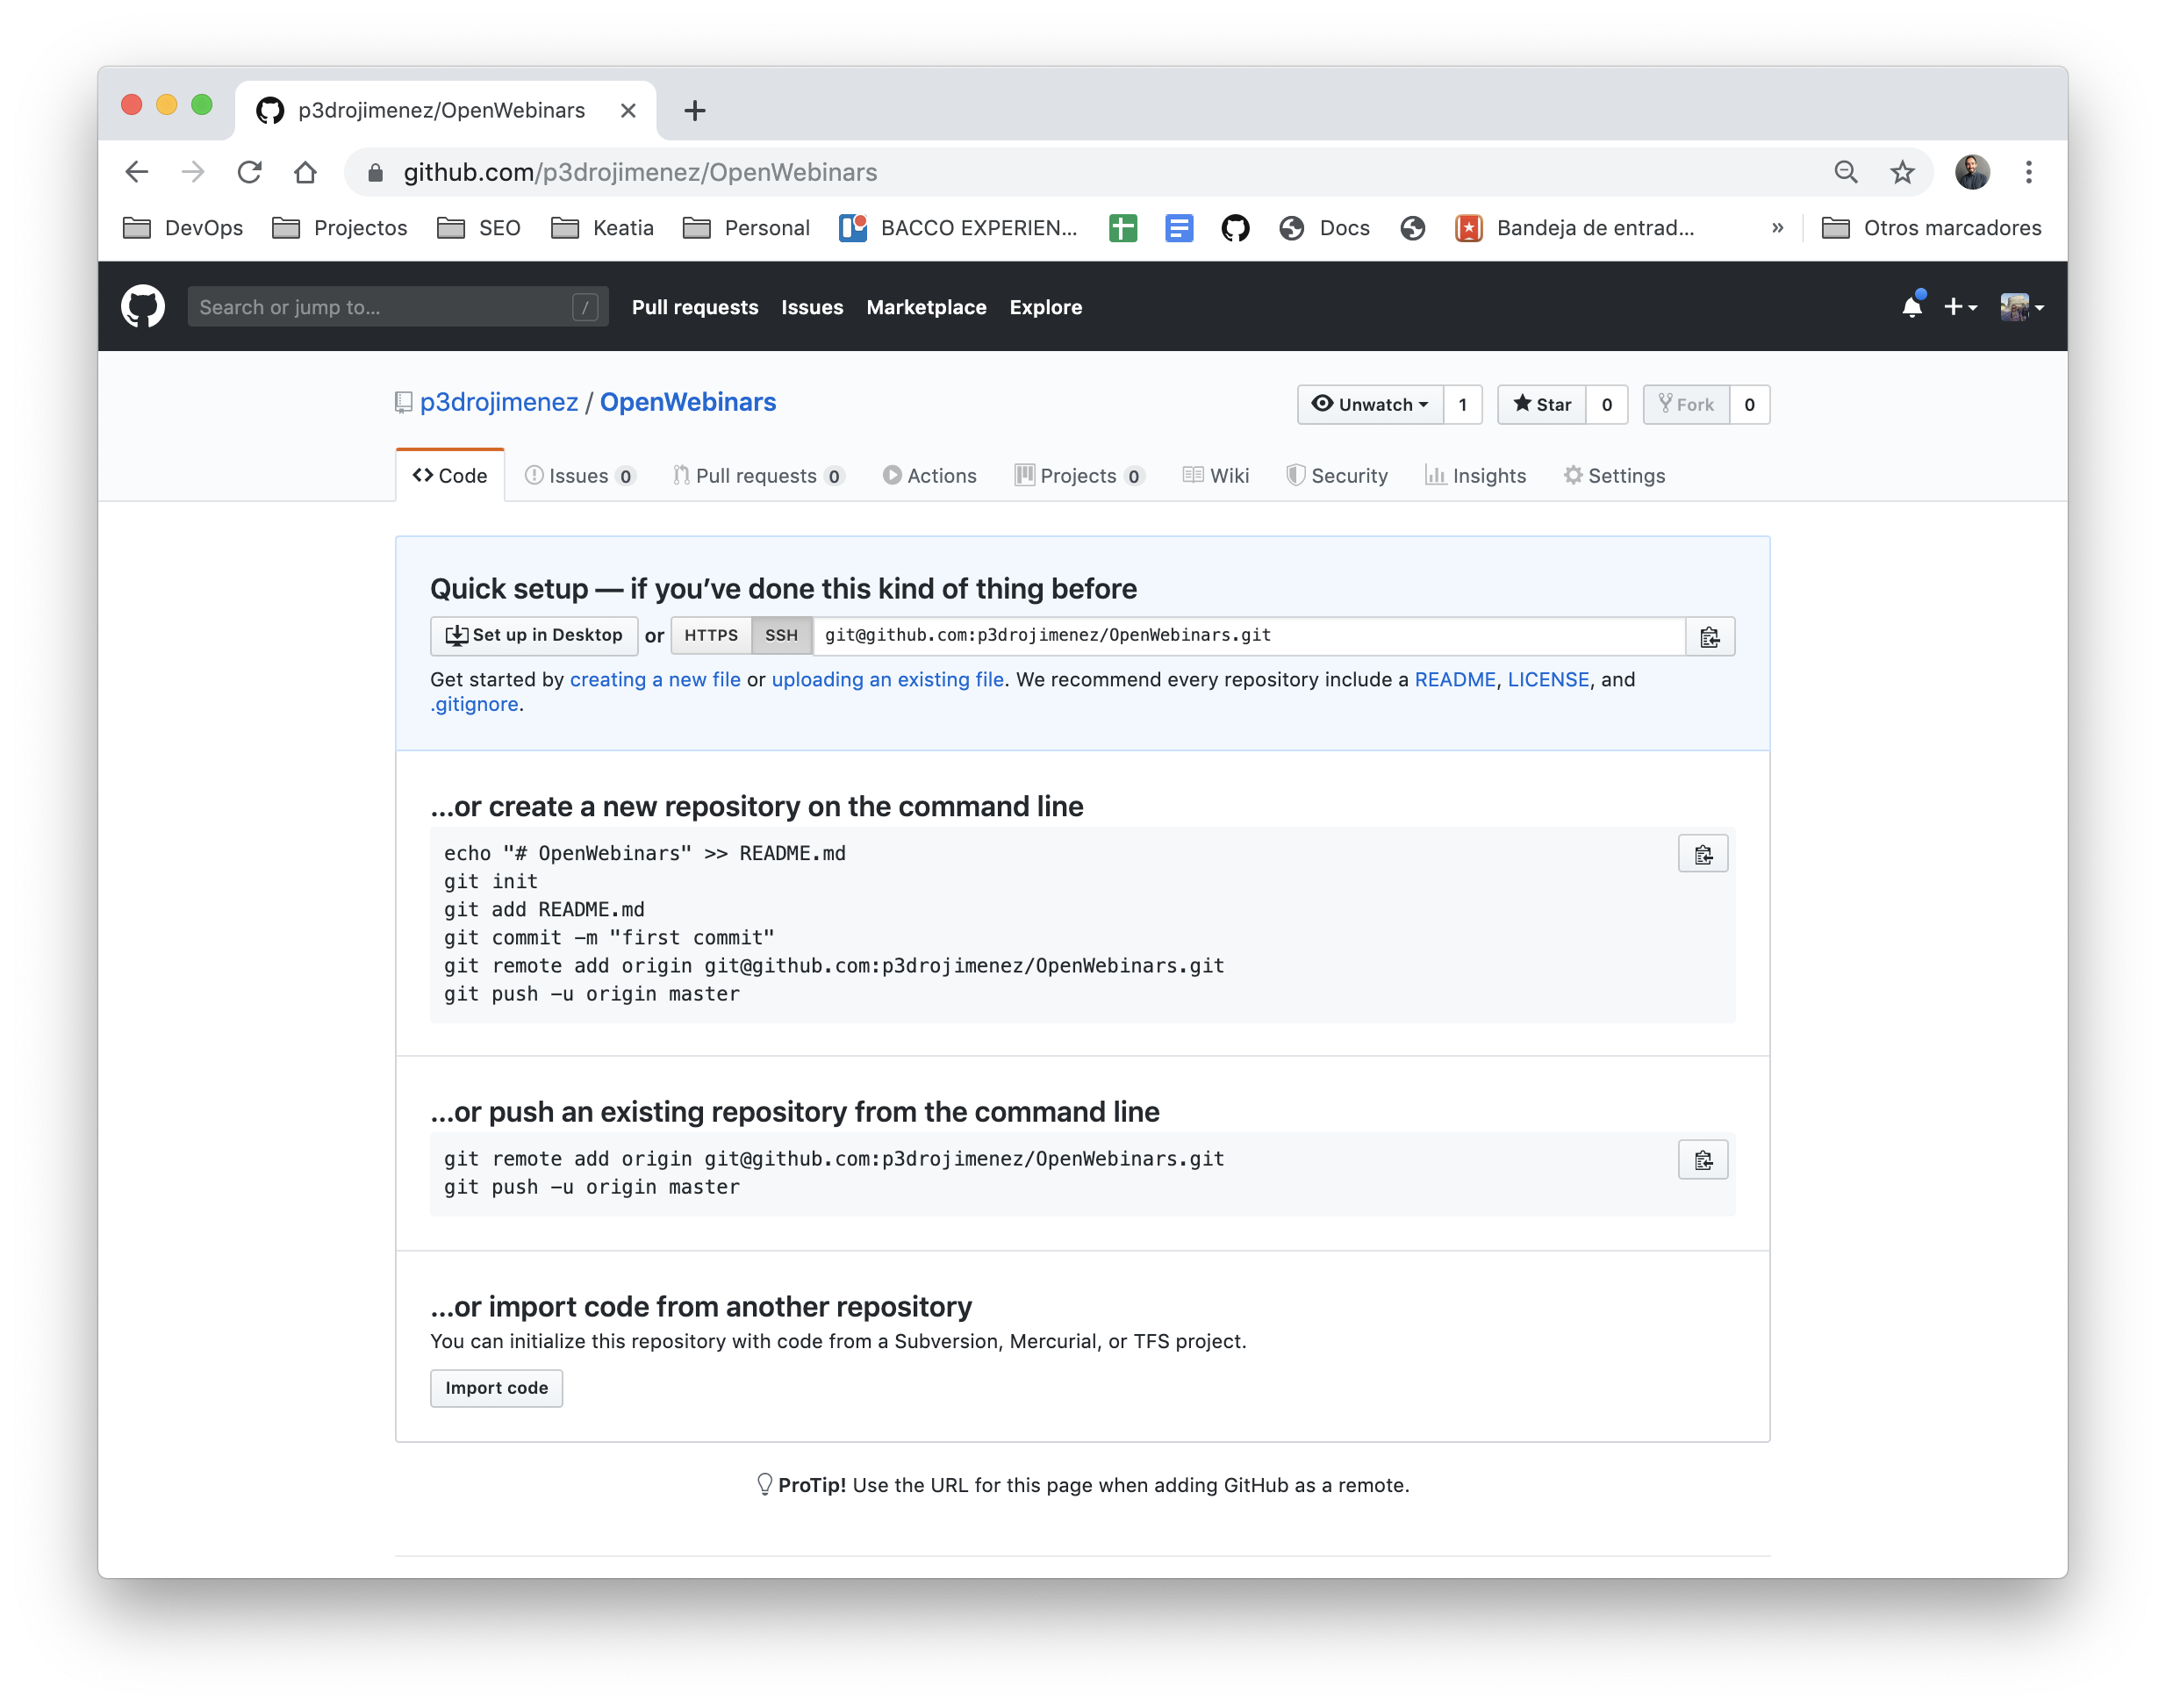 p3drojimenez/OpenWebinars
github.com/p3drojimenez/OpenWebinars
DevOps Projectos SEO Keatia Personal BACCO EXPERIEN... Docs Bandeja de entrad... » Otros marcadores
Search or jump to... / Pull requests Issues Marketplace Explore
p3drojimenez / OpenWebinars Unwatch 1 Star 0 Fork 0
Code Issues 0 Pull requests 0 Actions Projects 0 Wiki Security Insights Settings
Quick setup — if you’ve done this kind of thing before
Set up in Desktop or HTTPS SSH git@github.com:p3drojimenez/OpenWebinars.git
Get started by creating a new file or uploading an existing file. We recommend every repository include a README, LICENSE, and
.gitignore.
…or create a new repository on the command line
echo "# OpenWebinars" >> README.md
git init
git add README.md
git commit -m "first commit"
git remote add origin git@github.com:p3drojimenez/OpenWebinars.git
git push -u origin master
…or push an existing repository from the command line
git remote add origin git@github.com:p3drojimenez/OpenWebinars.git
git push -u origin master
…or import code from another repository
You can initialize this repository with code from a Subversion, Mercurial, or TFS project.
Import code
ProTip! Use the URL for this page when adding GitHub as a remote.